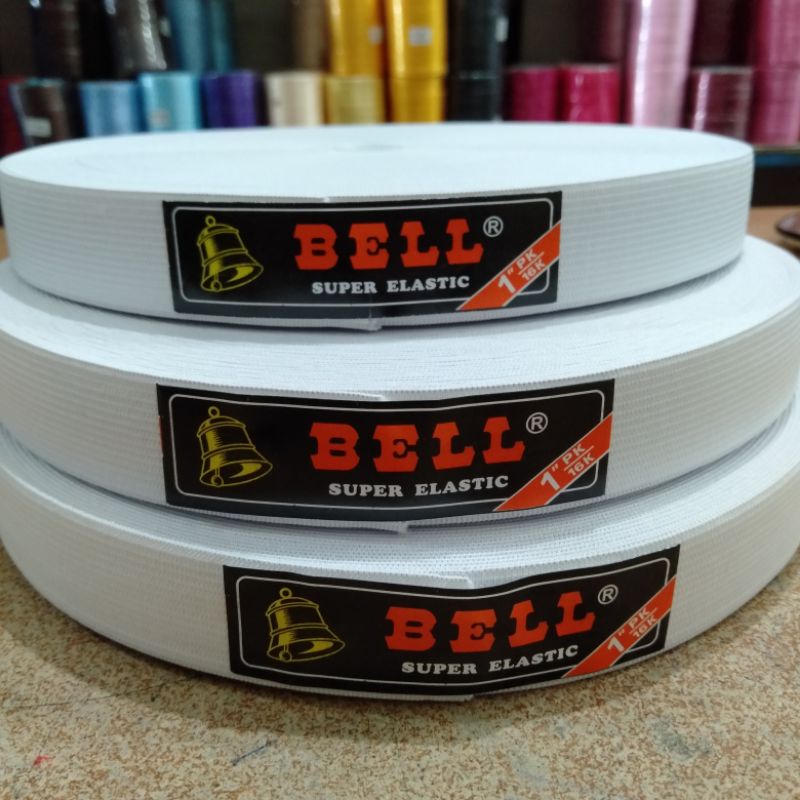 BELL®
SUPER ELASTIC
1" PK
16K
BELL®
SUPER ELASTIC
1" PK
16K
BELL®
SUPER ELASTIC
1" PK
16K